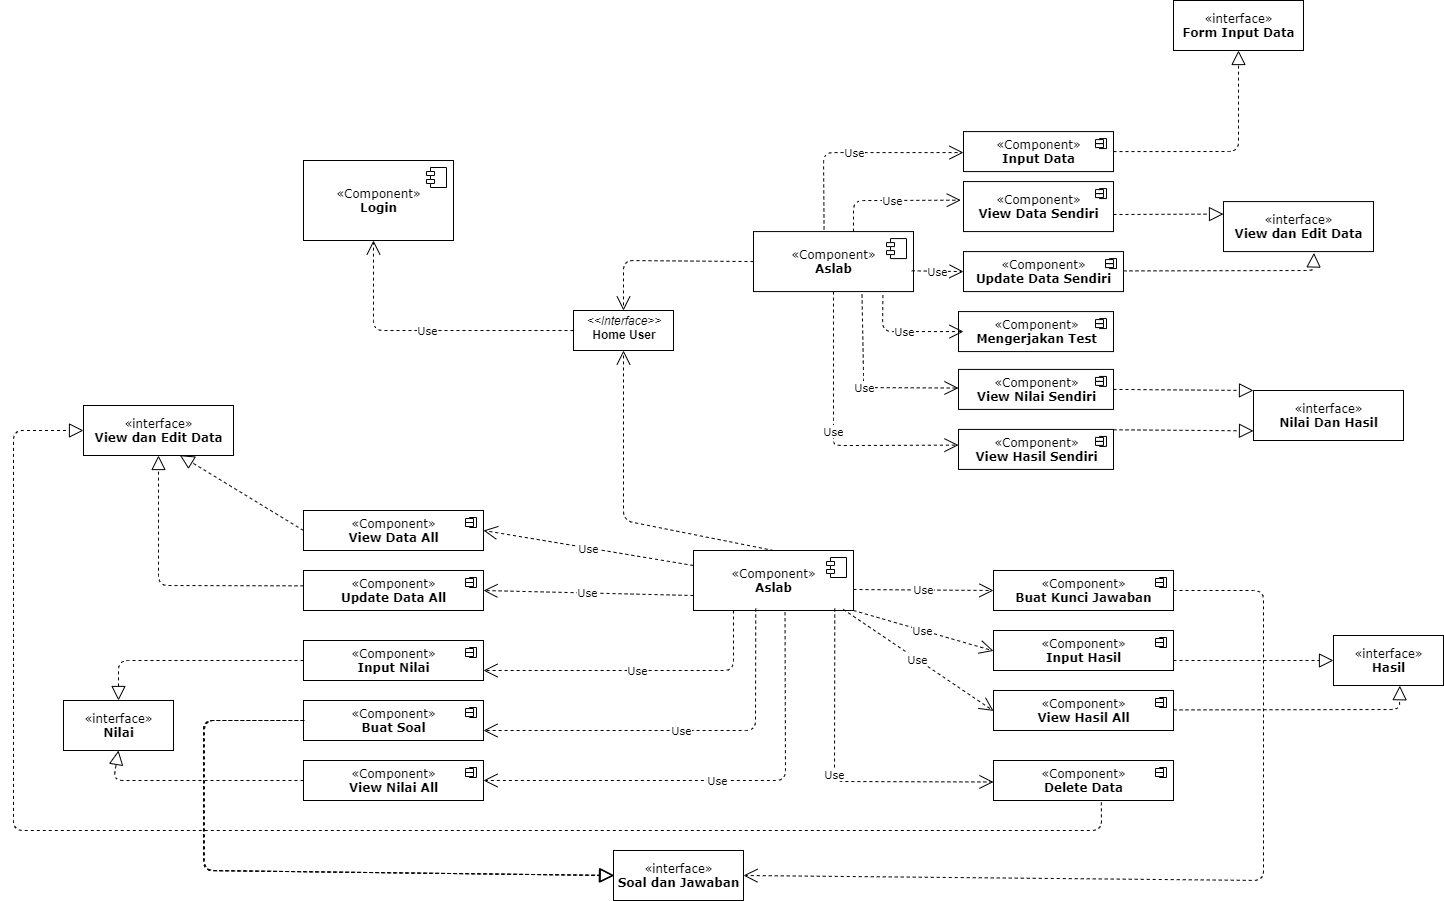 «interface»
Form Input Data
«Component»
Input Data
Use
«Component»
Login
«Component»
View Data Sendiri
Use
«interface»
View dan Edit Data
«Component»
Aslab
Use
«Component»
Update Data Sendiri
<<Interface>>
Home User
Use
«Component»
Mengerjakan Test
Use
«Component»
View Nilai Sendiri
Use
«interface»
Nilai Dan Hasil
«interface»
View dan Edit Data
Use
«Component»
View Hasil Sendiri
«Component»
View Data All
Use
«Component»
Aslab
«Component»
Update Data All
Use
Use
«Component»
Buat Kunci Jawaban
«Component»
Input Nilai
Use
Use
«Component»
Input Hasil
Use
«interface»
Hasil
«interface»
Nilai
«Component»
Buat Soal
Use
«Component»
View Hasil All
«Component»
View Nilai All
Use
Use
«Component»
Delete Data
«interface»
Soal dan Jawaban